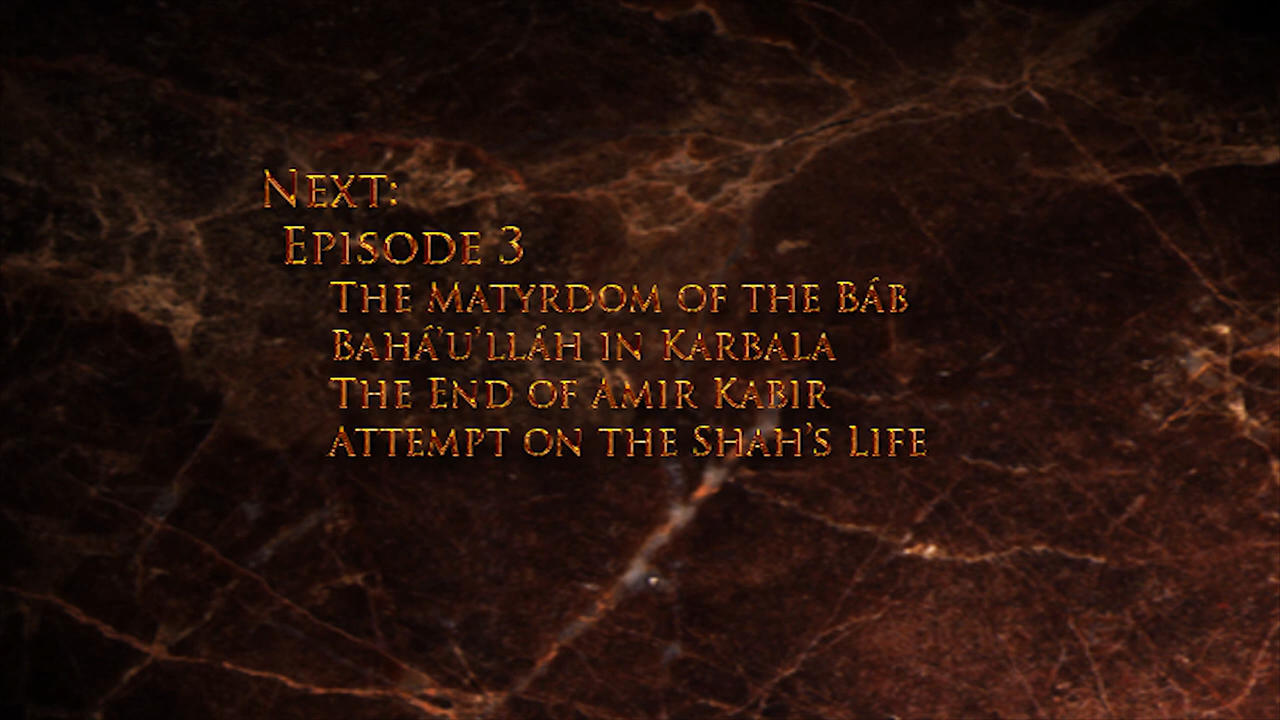 Next:
Episode 3
The Matyrdom of the Báb
Bahá'u'lláh in Karbala
The End of Amir Kabir
Attempt on the Shah's Life